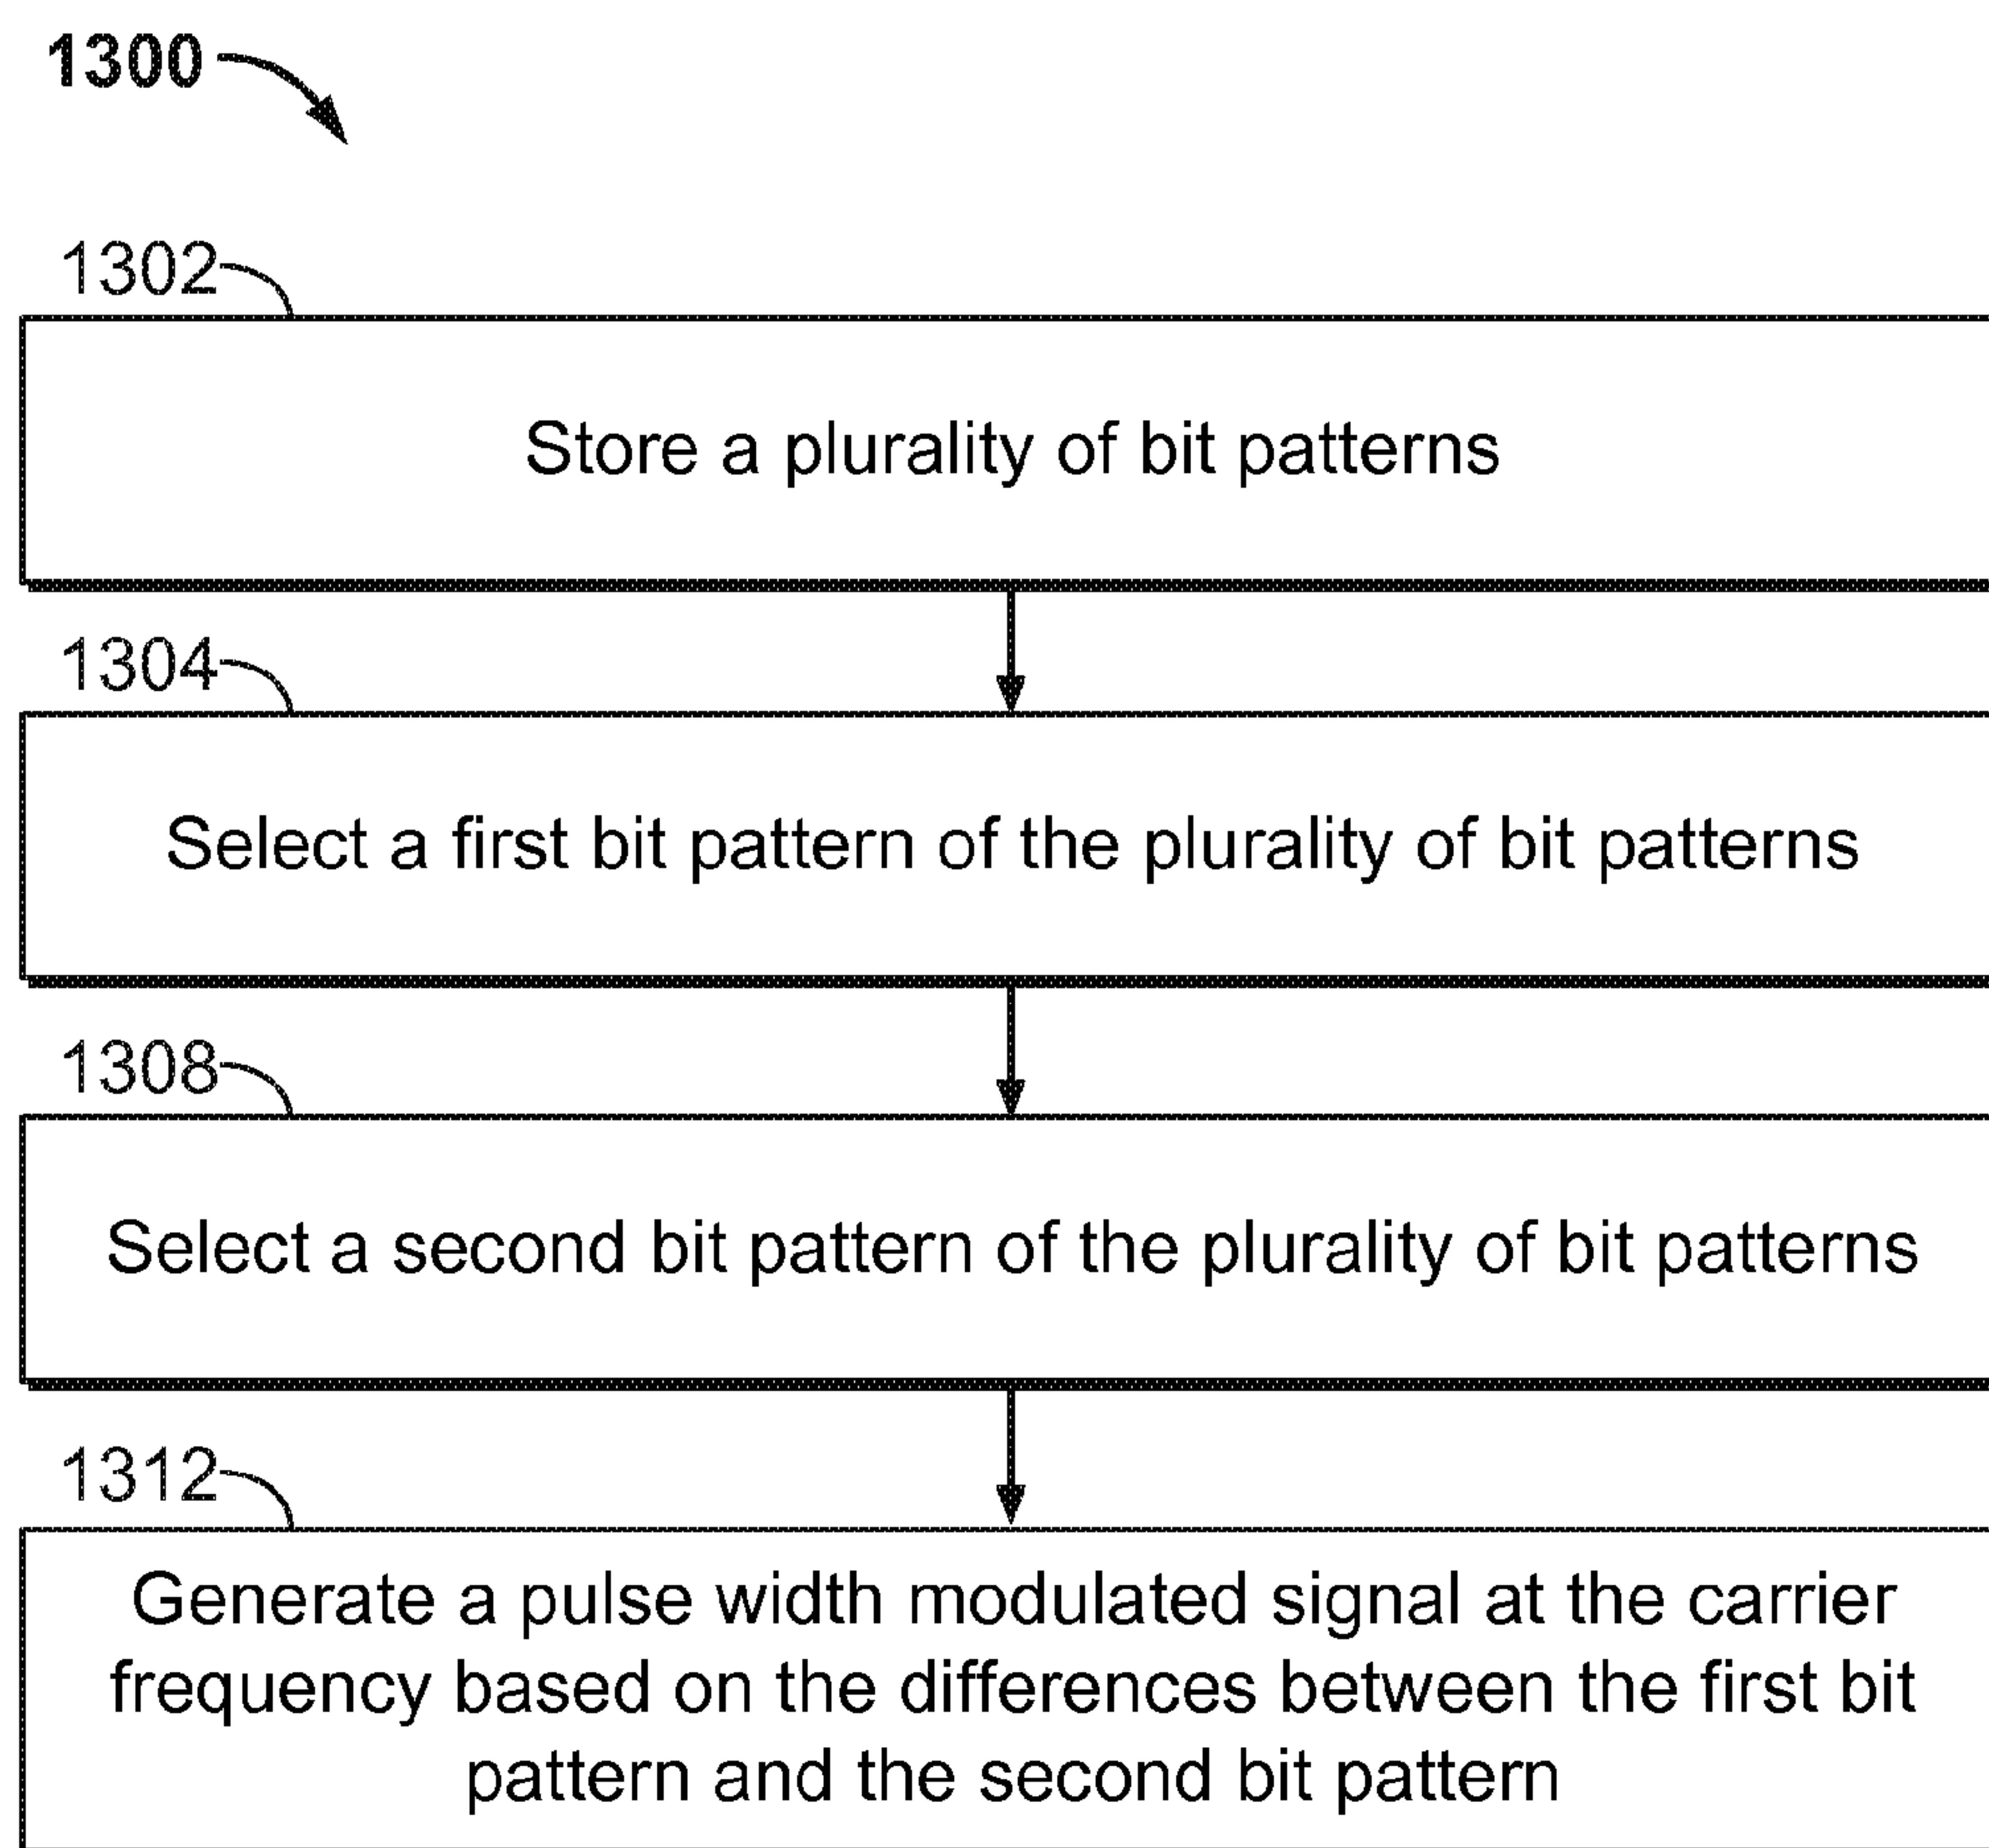 1300
1302
Store a plurality of bit patterns
1304
Select a first bit pattern of the plurality of bit patterns
1308
Select a second bit pattern of the plurality of bit patterns
1312
Generate a pulse width modulated signal at the carrier
frequency based on the differences between the first bit
pattern and the second bit pattern